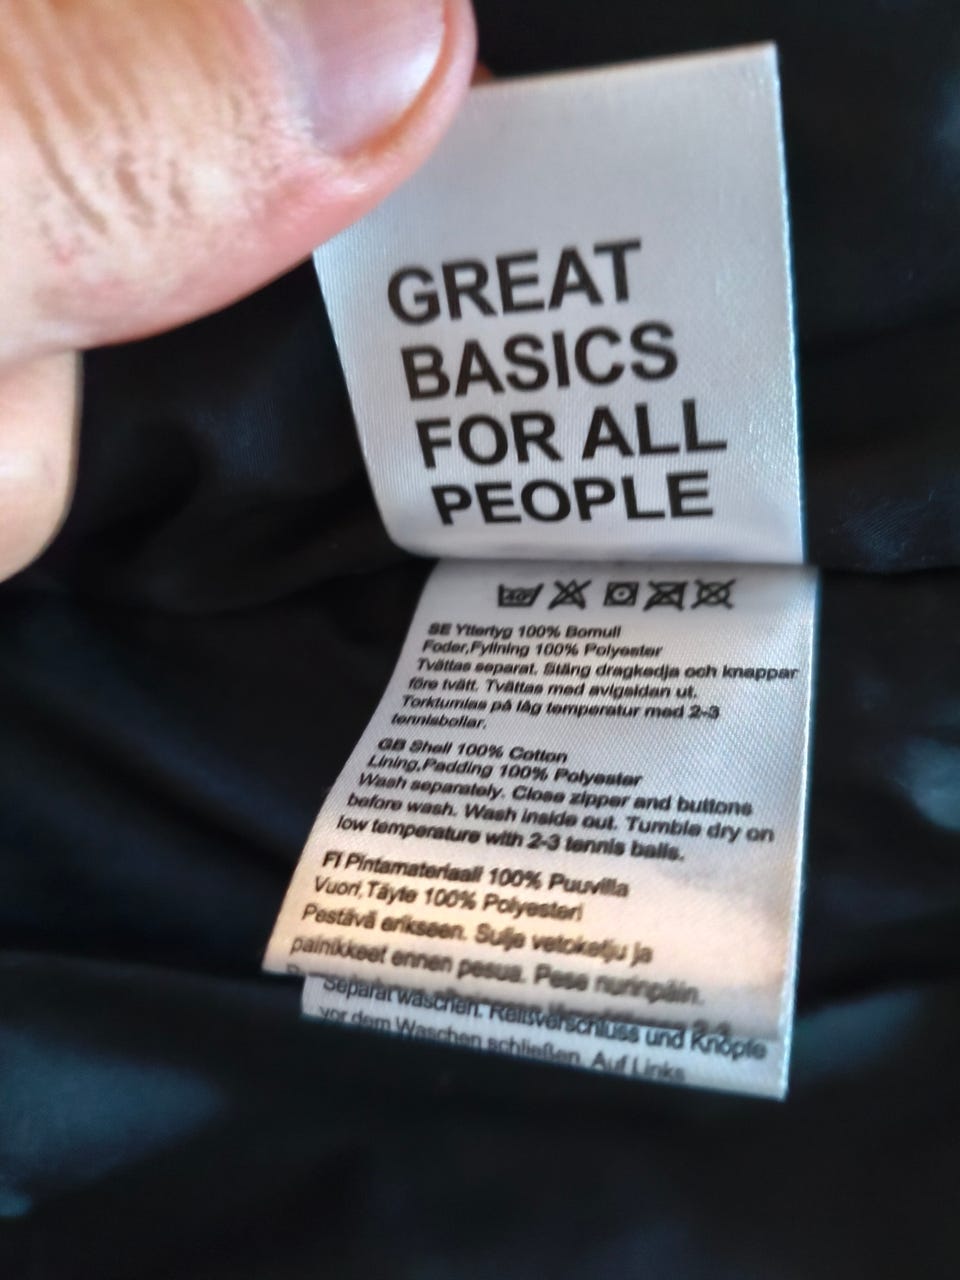 GREAT
BASICS
FOR ALL
PEOPLE
40°
SE Yttertyg 100% Bomull
Foder,Fyllning 100% Polyester
Tvättas separat. Stäng dragkedja och knappar
före tvätt. Tvättas med avigsidan ut.
Torktumlas på låg temperatur med 2-3
tennisbollar.
GB Shell 100% Cotton
Lining,Padding 100% Polyester
Wash separately. Close zipper and buttons
before wash. Wash inside out. Tumble dry on
low temperature with 2-3 tennis balls.
FI Pintamateriaali 100% Puuvilla
Vuori,Täyte 100% Polyesteri
Pestävä erikseen. Sulje vetoketju ja
painikkeet ennen pesua. Pese nurinpäin.
2-3
Separat waschen. Reißverschluss und Knöpfe
vor dem Waschen schließen. Auf Links